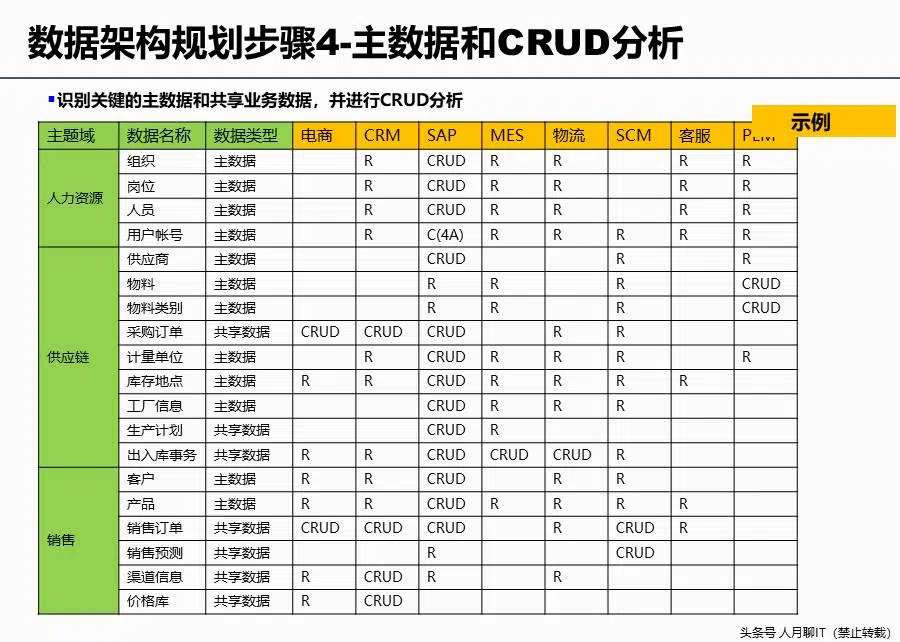 数据架构规划步骤4-主数据和CRUD分析
识别关键的主数据和共享业务数据，并进行CRUD分析
示例
主题域 数据名称 数据类型 电商 CRM SAP MES 物流 SCM 客服 PLM
人力资源
组织 主数据 R CRUD R R R R
岗位 主数据 R CRUD R R R R
人员 主数据 R CRUD R R R R
用户帐号 主数据 R C(4A) R R R R R
供应链
供应商 主数据 CRUD R R
物料 主数据 R R R CRUD
物料类别 主数据 R R R CRUD
采购订单 共享数据 CRUD CRUD CRUD R R
计量单位 主数据 R CRUD R R R R
库存地点 主数据 R R CRUD R R R R
工厂信息 主数据 CRUD R R R
生产计划 共享数据 CRUD R
出入库事务 共享数据 R R CRUD CRUD CRUD R
销售
客户 主数据 R R CRUD R R
产品 主数据 R R CRUD R R R R
销售订单 共享数据 CRUD CRUD CRUD R CRUD R
销售预测 共享数据 R CRUD
渠道信息 共享数据 R CRUD R R
价格库 共享数据 R CRUD
头条号 人月聊IT（禁止转载）